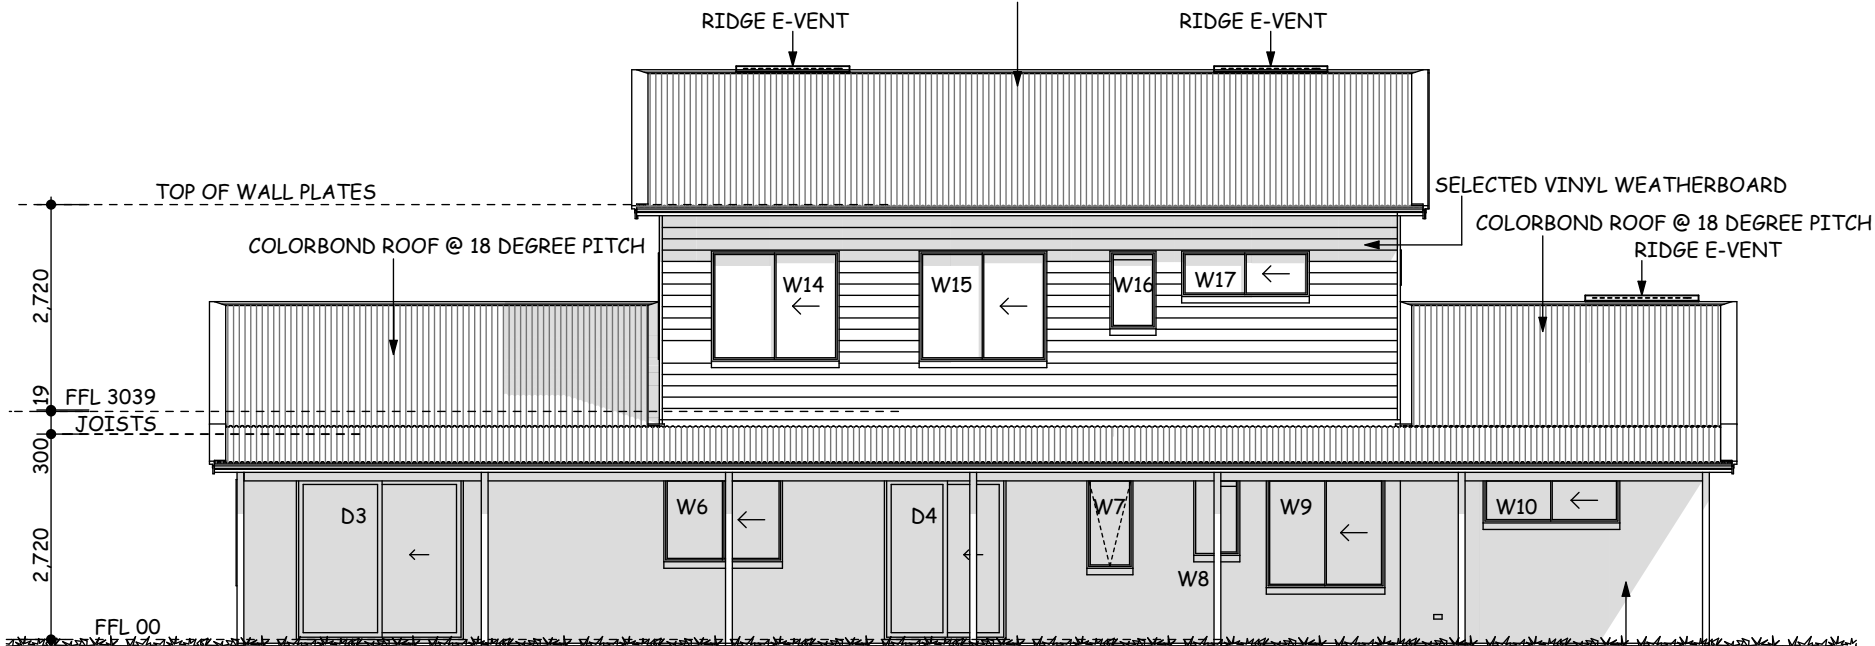 RIDGE E-VENT
RIDGE E-VENT
TOP OF WALL PLATES
SELECTED VINYL WEATHERBOARD
COLORBOND ROOF @ 18 DEGREE PITCH
COLORBOND ROOF @ 18 DEGREE PITCH
RIDGE E-VENT
2,720
W14
W15
W16
W17
19
FFL 3039
JOISTS
300
D3
W6
D4
W7
W9
W10
2,720
W8
FFL 00